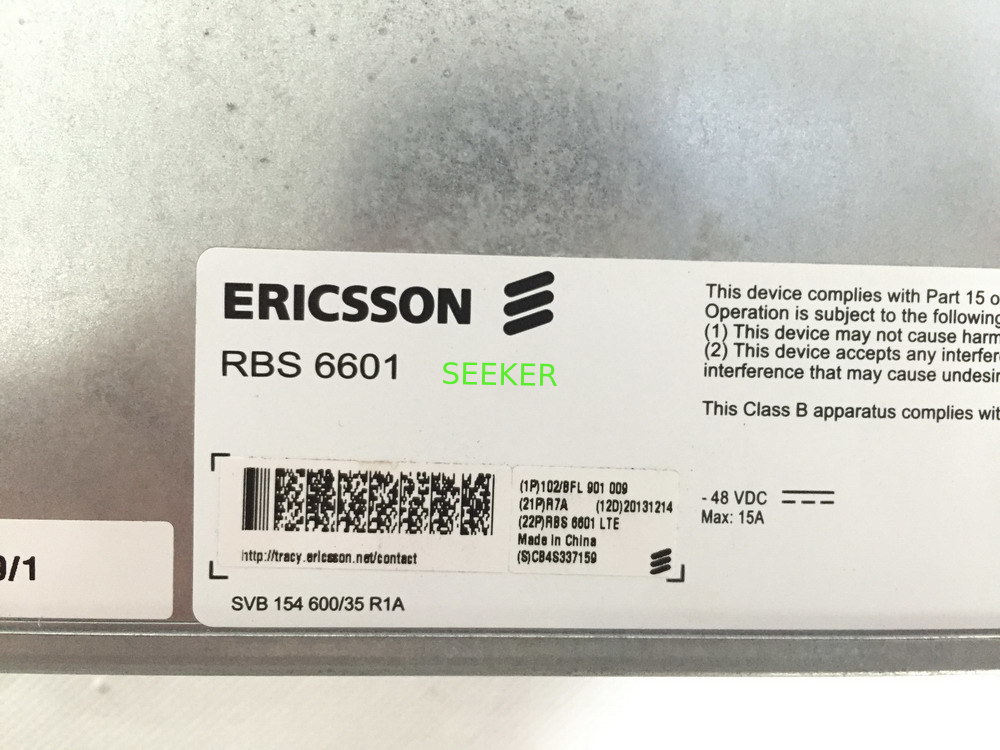 ERICSSON
RBS 6601
SEEKER
(1P)102/BFL 901 009
(21P)R7A (12D)20131214
(22P)RBS 6601 LTE
Made in China
(S)CB4S337159
http://tracy.ericsson.net/contact
SVB 154 600/35 R1A
This device complies with Part 15 o
Operation is subject to the following
(1) This device may not cause harm
(2) This device accepts any interfer
interference that may cause undesir
This Class B apparatus complies wit
- 48 VDC
Max: 15A
9/1